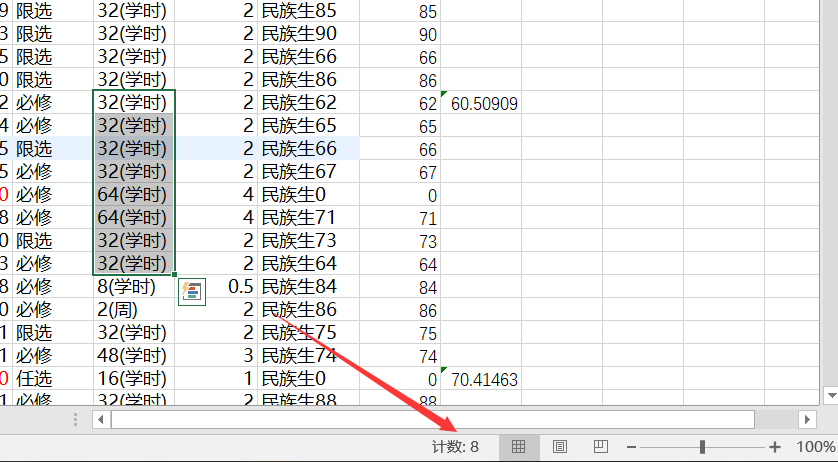 9 限选 32(学时) 2 民族生85 85
3 限选 32(学时) 2 民族生90 90
5 限选 32(学时) 2 民族生66 66
0 限选 32(学时) 2 民族生86 86
2 必修 32(学时) 2 民族生62 62 60.50909
4 必修 32(学时) 2 民族生65 65
5 限选 32(学时) 2 民族生66 66
5 必修 32(学时) 2 民族生67 67
0 必修 64(学时) 4 民族生0 0
8 必修 64(学时) 4 民族生71 71
0 限选 32(学时) 2 民族生73 73
3 必修 32(学时) 2 民族生64 64
8 必修 8(学时) 0.5 民族生84 84
0 必修 2(周) 2 民族生86 86
1 限选 32(学时) 2 民族生75 75
1 必修 48(学时) 3 民族生74 74
0 任选 16(学时) 1 民族生0 0 70.41463
1 必修 32(学时) 2 民族生88 88
计数: 8 100%